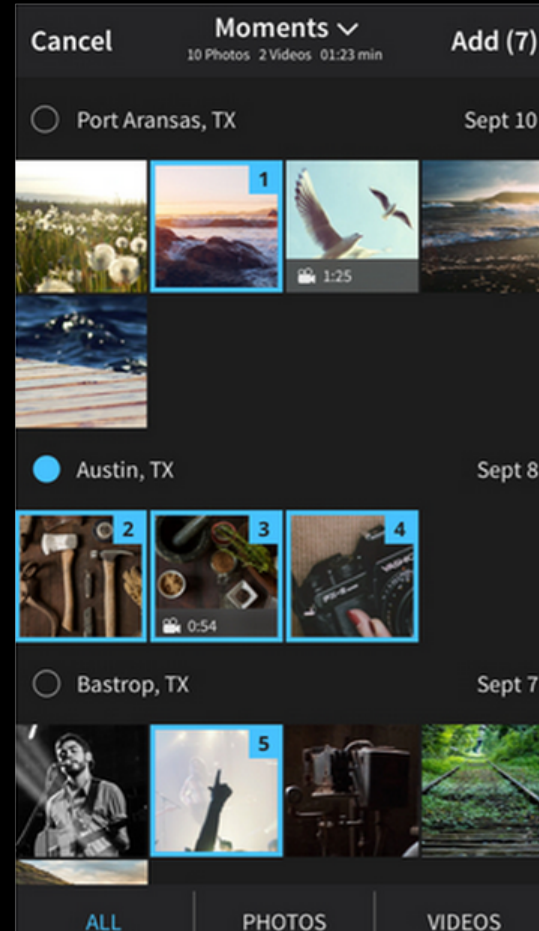 Cancel Moments Add (7)
10 Photos 2 Videos 01:23 min
Port Aransas, TX Sept 10
1
1:25
Austin, TX Sept 8
2 3 4
0:54
Bastrop, TX Sept 7
5
ALL PHOTOS VIDEOS